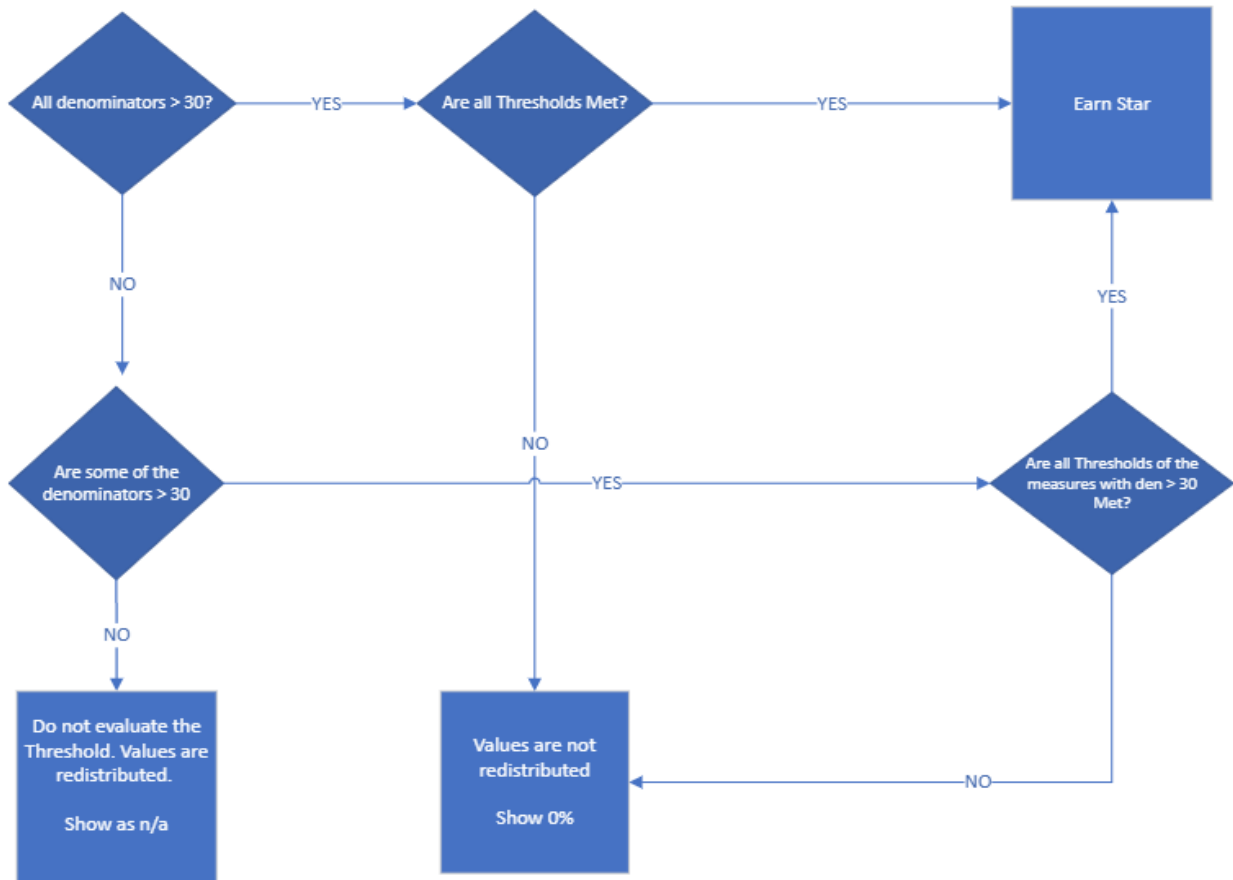 All denominators > 30?
YES
Are all Thresholds Met?
YES
Earn Star
NO
YES
NO
Are some of the
denominators > 30
YES
Are all Thresholds of the
measures with den > 30
Met?
NO
Do not evaluate the
Threshold. Values are
redistributed.
Show as n/a
Values are not
redistributed
Show 0%
NO